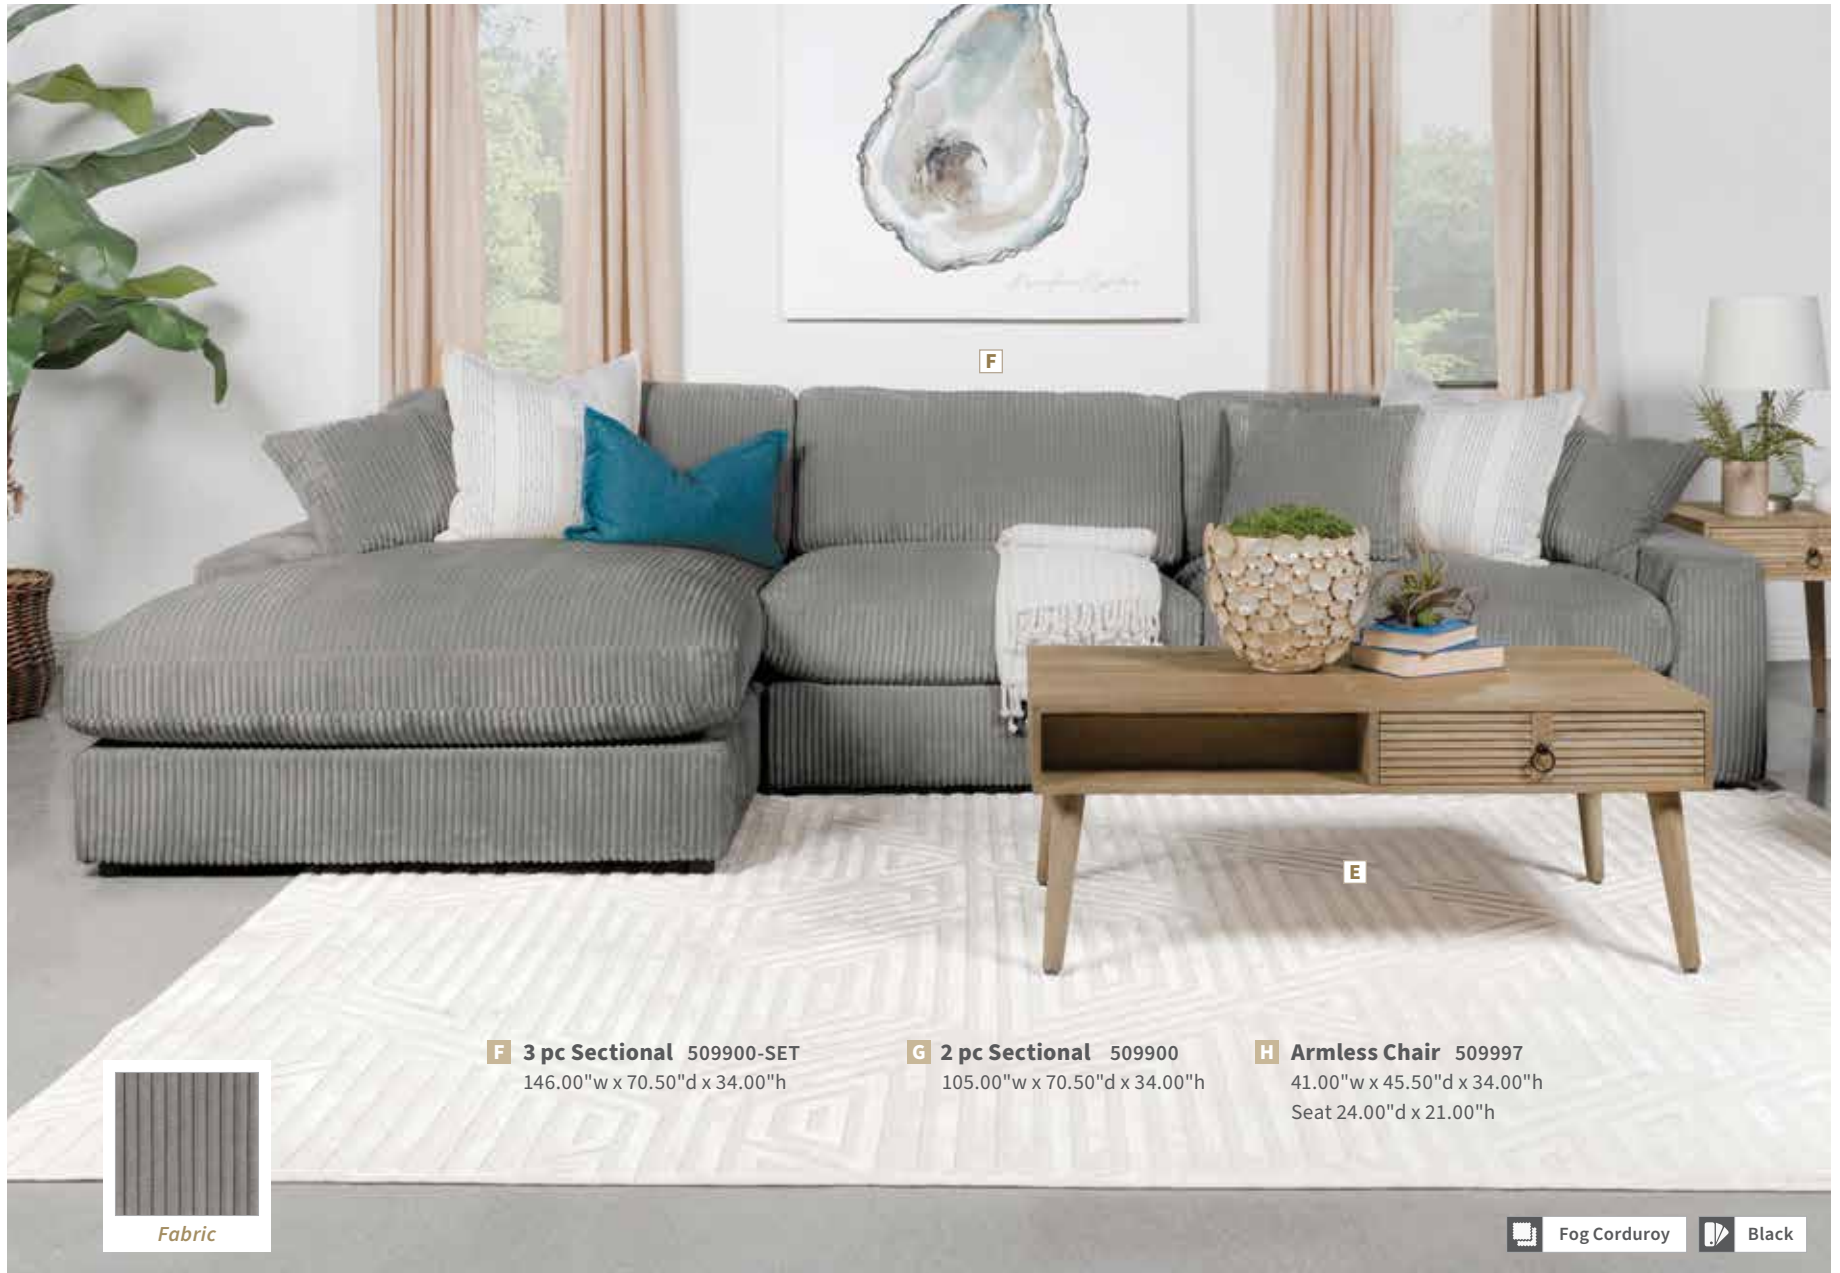 F
E
F 3 pc Sectional 509900-SET
146.00"w x 70.50"d x 34.00"h
G 2 pc Sectional 509900
105.00"w x 70.50"d x 34.00"h
H Armless Chair 509997
41.00"w x 45.50"d x 34.00"h
Seat 24.00"d x 21.00"h
Fabric
Fog Corduroy
Black